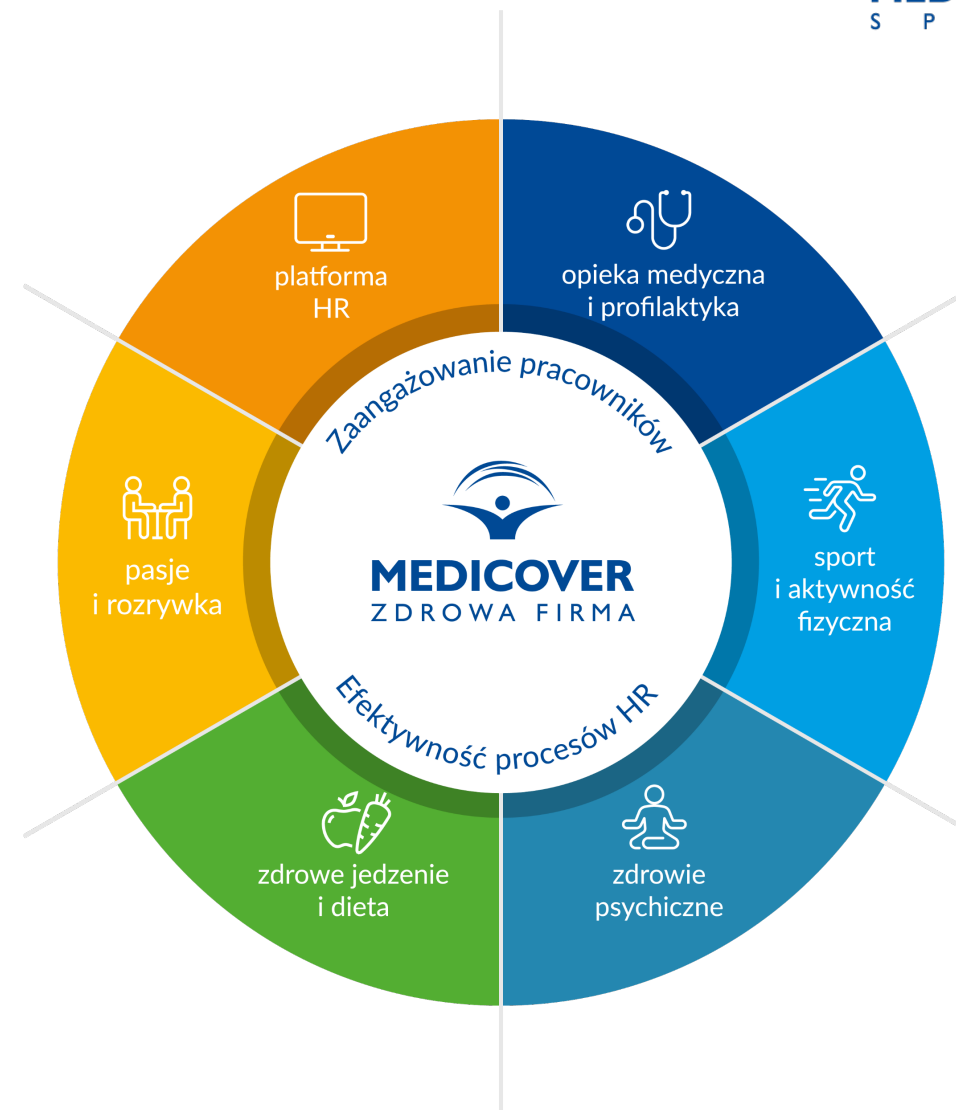 S P
platforma
HR
opieka medyczna
i profilaktyka
Zaangażowanie pracowników
MEDICOVER
ZDROWA FIRMA
pasje
i rozrywka
sport
i aktywność
fizyczna
Efektywność procesów HR
zdrowe jedzenie
i dieta
zdrowie
psychiczne